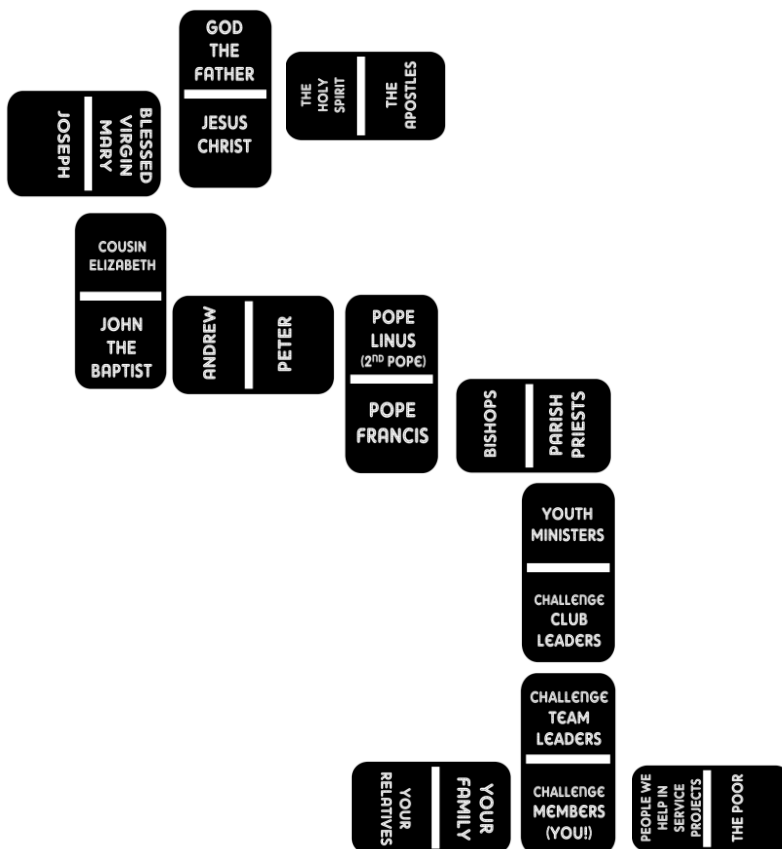 GOD
THE
FATHER
JESUS
CHRIST
THE
HOLY
SPIRIT
THE
APOSTLES
BLESSED
VIRGIN
MARY
JOSEPH
COUSIN
ELIZABETH
JOHN
THE
BAPTIST
ANDREW
PETER
POPE
LINUS
(2ND POPE)
POPE
FRANCIS
BISHOPS
PARISH
PRIESTS
YOUTH
MINISTERS
CHALLENGE
CLUB
LEADERS
CHALLENGE
TEAM
LEADERS
CHALLENGE
MEMBERS
(YOU!)
YOUR
FAMILY
YOUR
RELATIVES
PEOPLE WE
HELP IN
SERVICE
PROJECTS
THE POOR